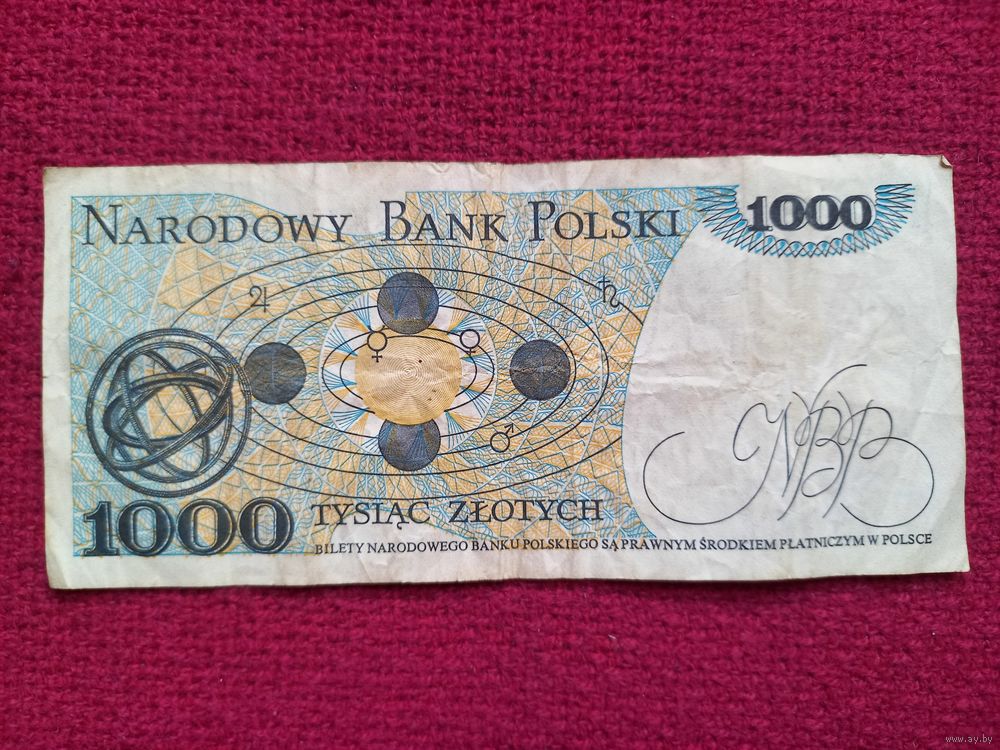 NARODOWY BANK POLSKI
1000
NBP
1000
TYSIĄC ZŁOTYCH
BILETY NARODOWEGO BANKU POLSKIEGO SĄ PRAWNYM ŚRODKIEM PŁATNICZYM W POLSCE
www.ay.by